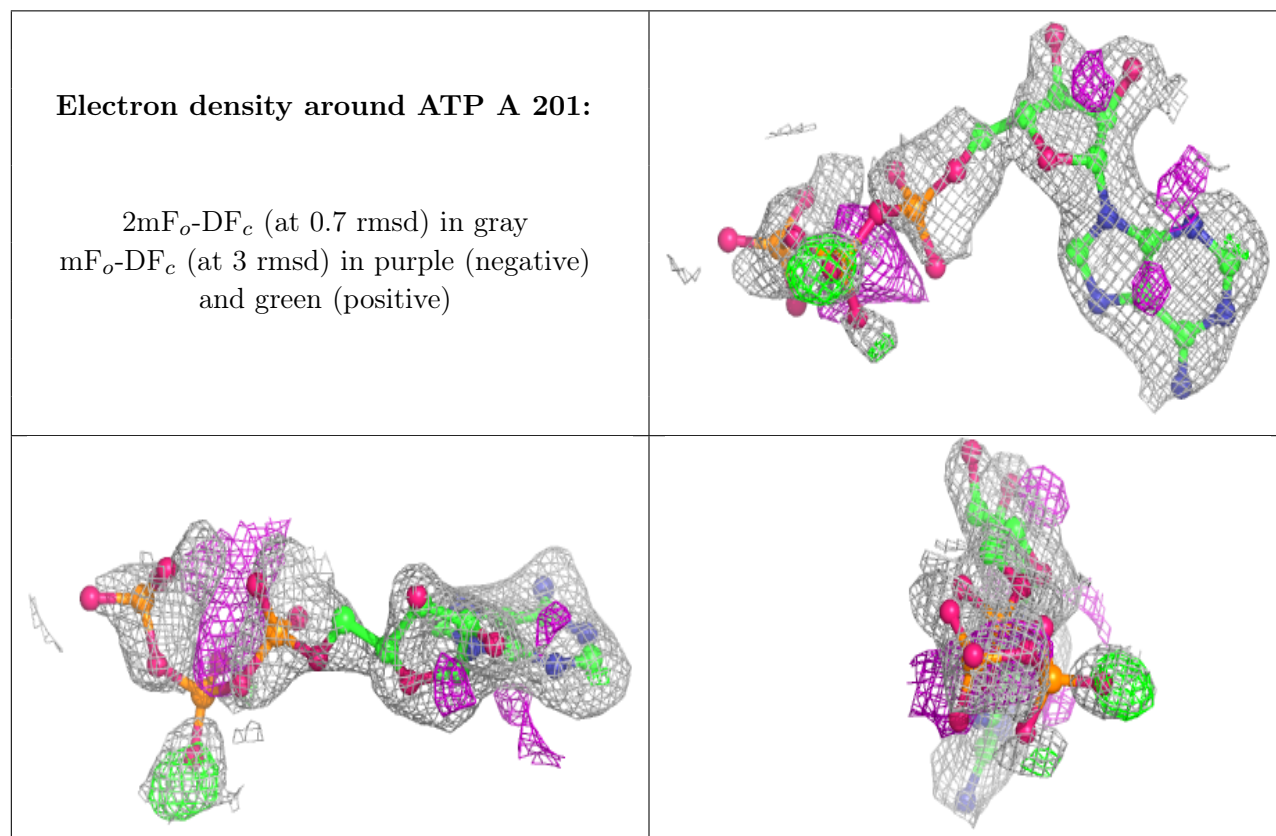 Electron density around ATP A 201:
2mFₒ-DF𝒸 (at 0.7 rmsd) in gray
mFₒ-DF𝒸 (at 3 rmsd) in purple (negative)
and green (positive)